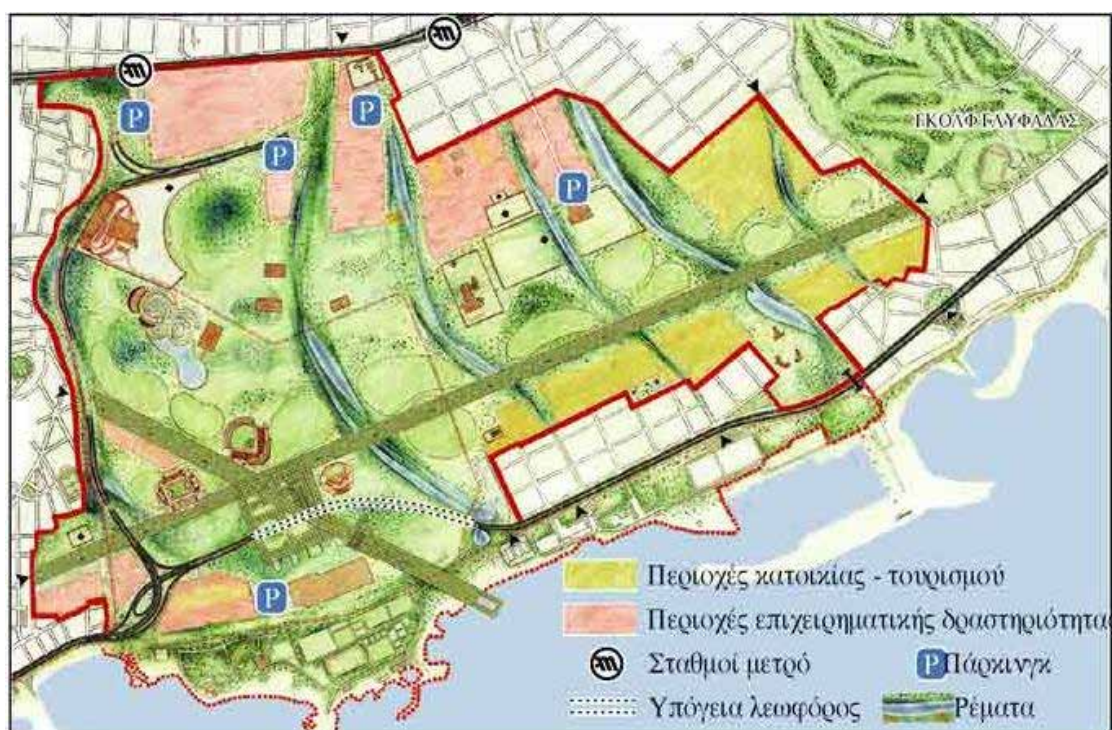 ΓΚΟΛΦ ΓΛΥΦΑΔΑΣ
P
P
P
P
P
Περιοχές κατοικίας - τουρισμού
Περιοχές επιχειρηματικής δραστηριότητας
Σταθμοί μετρό
P Πάρκινγκ
Υπόγεια λεωφόρος
Ρέματα